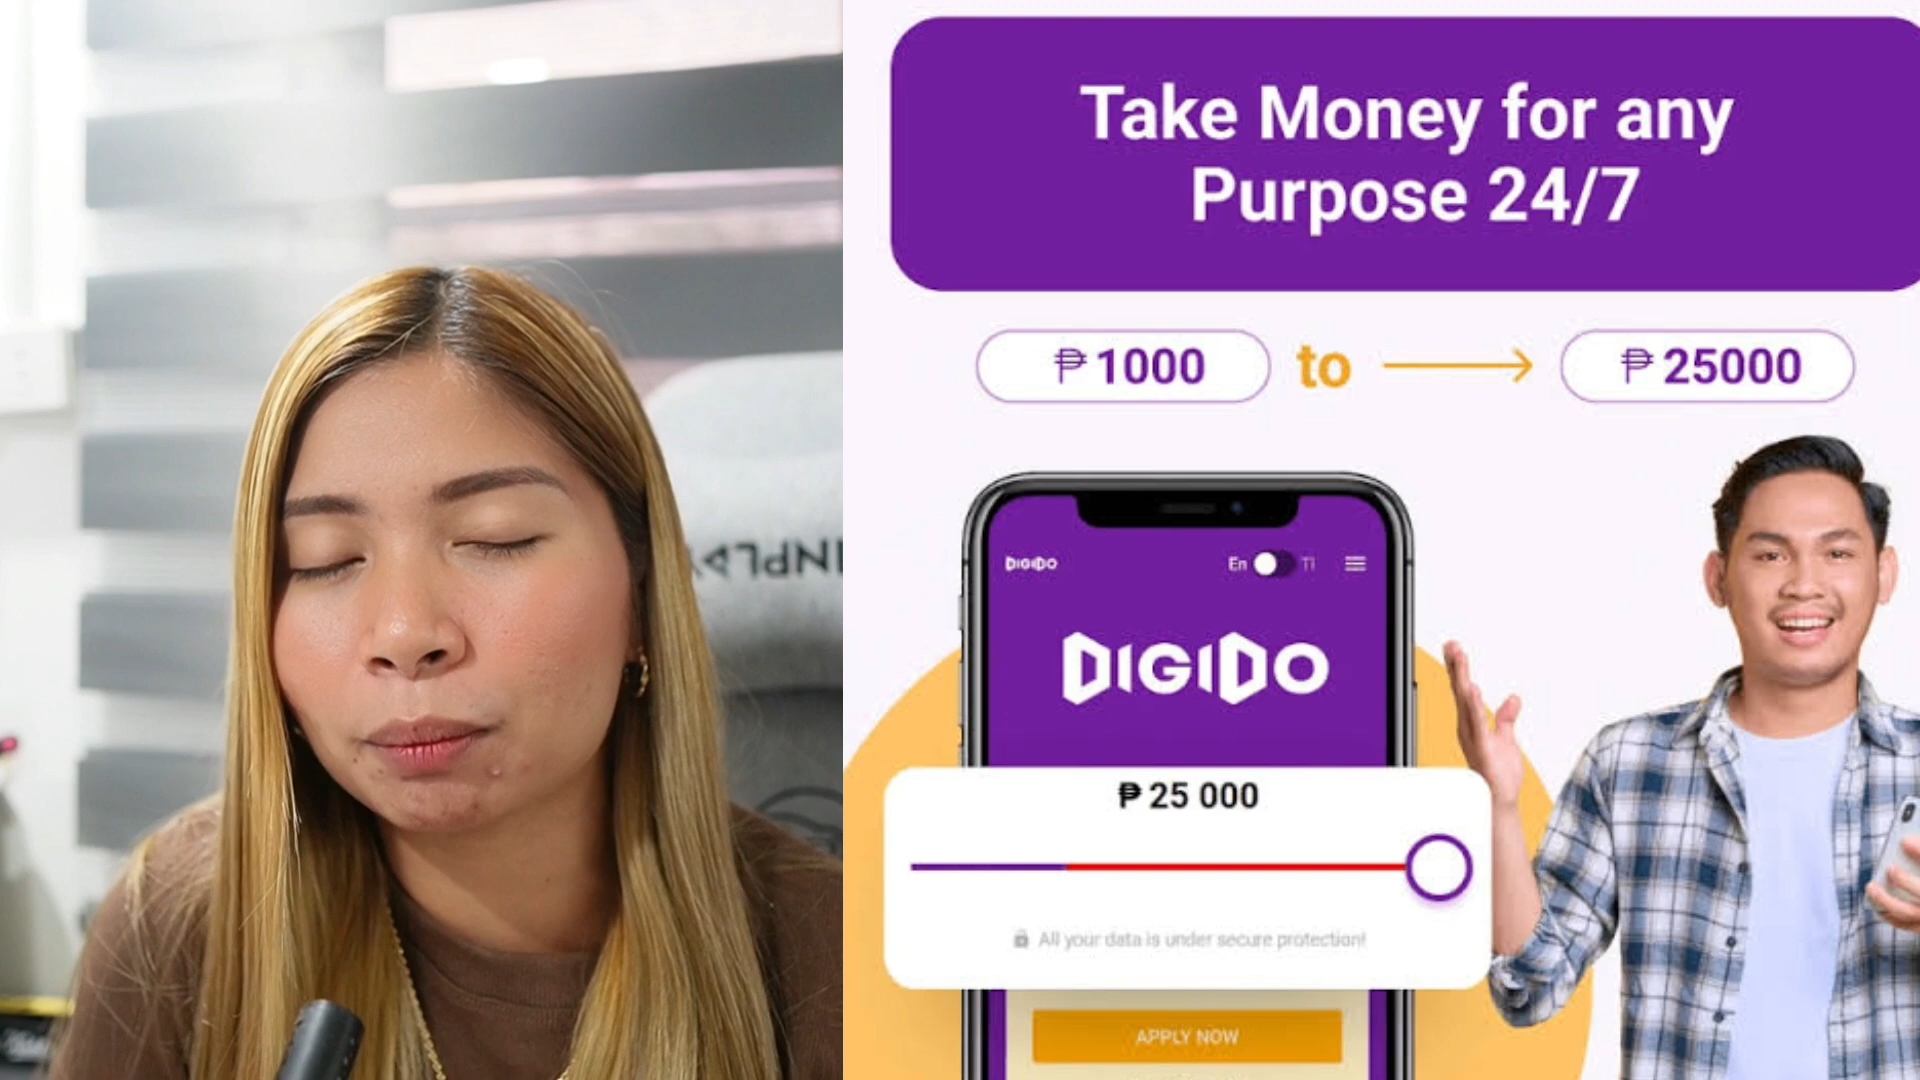 Take Money for any
Purpose 24/7
₱ 1000 to ₱ 25000
DIGIDO En Tl
DIGIDO
₱ 25 000
All your data is under secure protection!
APPLY NOW